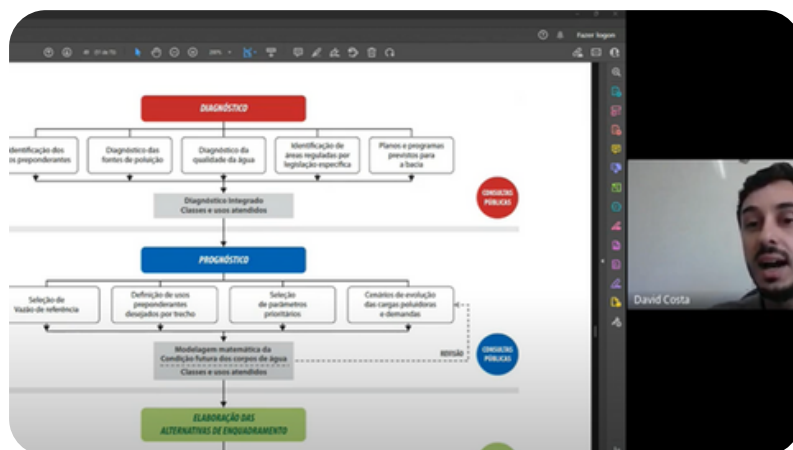 Fazer logon
DIAGNÓSTICO
dentificação dos
os preponderantes
Diagnóstico das
fontes de poluição
Diagnóstico da
qualidade da água
Identificação de
áreas reguladas por
legislação específica
Planos e programas
previstos para
a bacia
Diagnóstico integrado
Classes e usos atendidos
CONSULTAS
PÚBLICAS
PROGNÓSTICO
Seleção de
Vazão de referência
Definição de usos
preponderantes
desejados por trecho
Seleção
de parâmetros
prioritários
Cenários de evolução
das cargas poluidoras
e demandas
Modelagem matemática da
Condição futura dos corpos de água
Classes e usos atendidos
REVISÃO
CONSULTAS
PÚBLICAS
ELABORAÇÃO DAS
ALTERNATIVAS DE ENQUADRAMENTO
David Costa